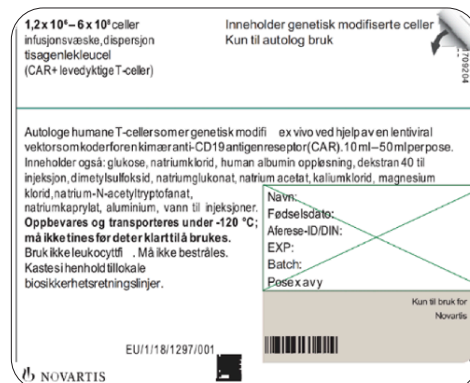 1,2 x 10⁶ – 6 x 10⁸ celler
infusjonsvæske, dispersjon
tisagenlekleucel
(CAR+ levedyktige T-celler)
Inneholder genetisk modifiserte celler
Kun til autolog bruk
709204
Autologe humane T-celler som er genetisk modifi ex vivo ved hjelp av en lentiviral
vektor som koder for en kimær anti-CD19 antigenreseptor (CAR). 10 ml – 50 ml per pose.
Inneholder også: glukose, natriumklorid, human albumin oppløsning, dekstran 40 til
injeksjon, dimetylsulfoksid, natriumglukonat, natrium acetat, kaliumklorid, magnesium
klorid, natrium-N-acetyltryptofanat,
natriumkaprylat, aluminium, vann til injeksjoner.
Oppbevares og transporteres under -120 °C;
må ikke tines før det er klart til å brukes.
Bruk ikke leukocyttfi . Må ikke bestråles.
Kastes i henhold til lokale
biosikkerhetsretningslinjer.
Navn:
Fødselsdato:
Aferese-ID/DIN:
EXP:
Batch:
Pose x av y
Kun til bruk for
Novartis
EU/1/18/1297/001
NOVARTIS